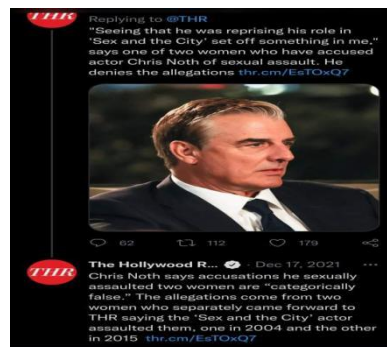 THR
Replying to @THR
"Seeing that he was reprising his role in
'Sex and the City' set off something in me,"
says one of two women who have accused
actor Chris Noth of sexual assault. He
denies the allegations thr.cm/EsTOxQ7
62 112 179
The Hollywood R... · Dec 17, 2021 ...
THR
Chris Noth says accusations he sexually
assaulted two women are "categorically
false." The allegations come from two
women who separately came forward to
THR saying the 'Sex and the City' actor
assaulted them, one in 2004 and the other
in 2015 thr.cm/EsTOxQ7